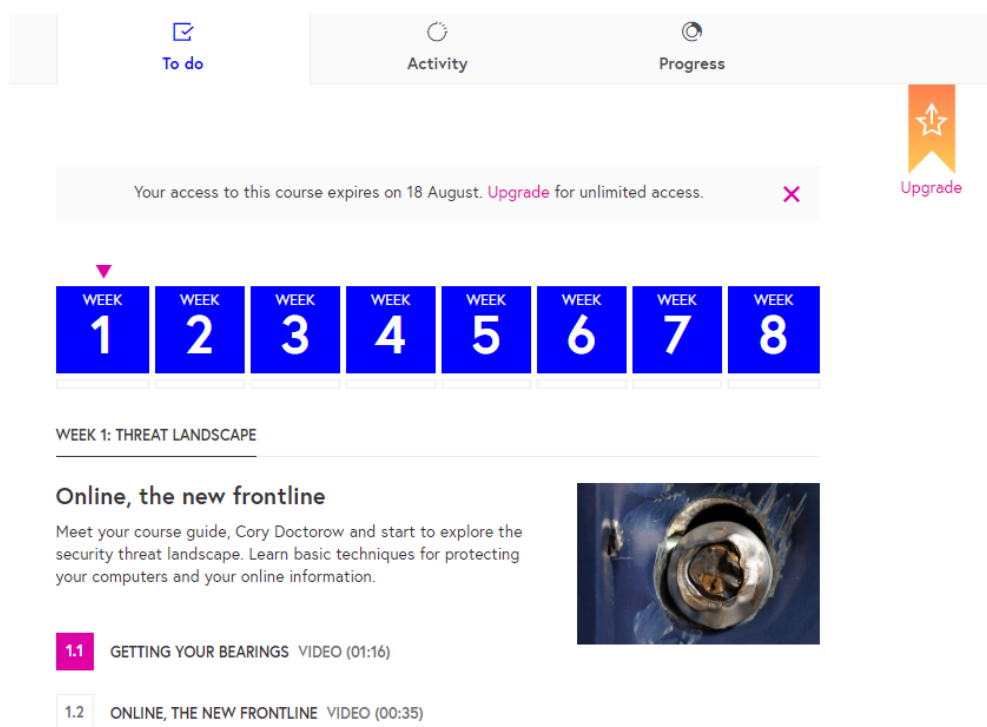 To do
Activity
Progress
Upgrade
Your access to this course expires on 18 August. Upgrade for unlimited access.
WEEK 1
WEEK 2
WEEK 3
WEEK 4
WEEK 5
WEEK 6
WEEK 7
WEEK 8
WEEK 1: THREAT LANDSCAPE
Online, the new frontline
Meet your course guide, Cory Doctorow and start to explore the
security threat landscape. Learn basic techniques for protecting
your computers and your online information.
1.1 GETTING YOUR BEARINGS VIDEO (01:16)
1.2 ONLINE, THE NEW FRONTLINE VIDEO (00:35)